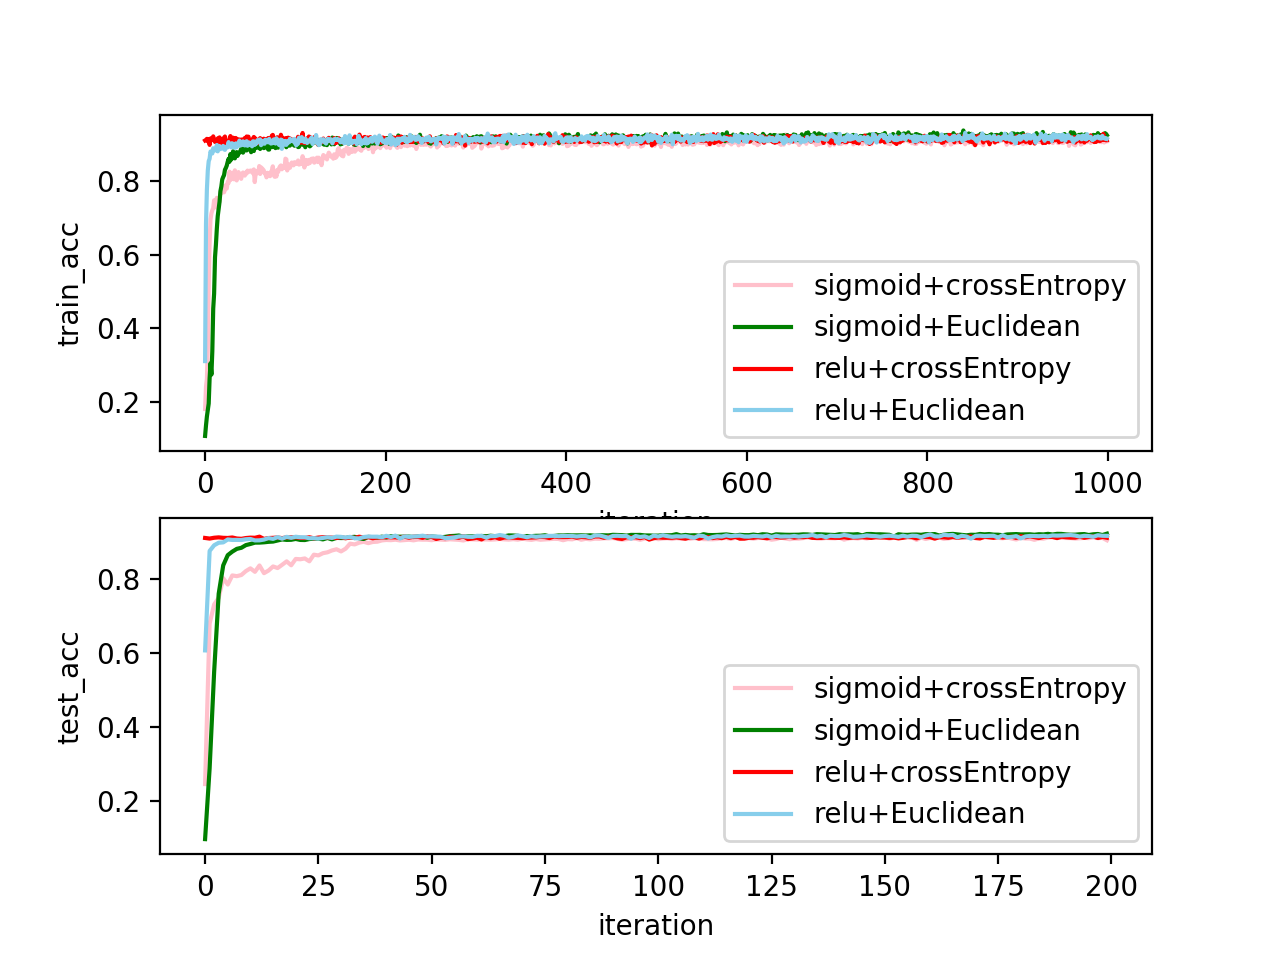 train_acc
0.8
0.6
0.4
0.2
sigmoid+crossEntropy
sigmoid+Euclidean
relu+crossEntropy
relu+Euclidean
0 200 400 600 800 1000
iteration
test_acc
0.8
0.6
0.4
0.2
sigmoid+crossEntropy
sigmoid+Euclidean
relu+crossEntropy
relu+Euclidean
0 25 50 75 100 125 150 175 200
iteration